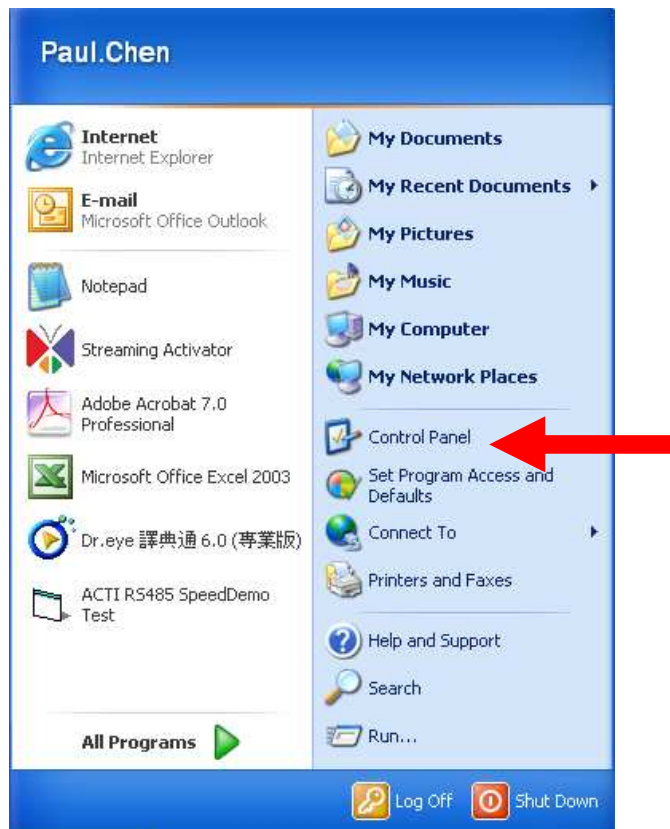 Paul.Chen
Internet
Internet Explorer
E-mail
Microsoft Office Outlook
Notepad
Streaming Activator
Adobe Acrobat 7.0
Professional
Microsoft Office Excel 2003
Dr.eye 譯典通 6.0 (專業版)
ACTI RS485 SpeedDemo
Test
All Programs
My Documents
My Recent Documents
My Pictures
My Music
My Computer
My Network Places
Control Panel
Set Program Access and
Defaults
Connect To
Printers and Faxes
Help and Support
Search
Run...
Log Off
Shut Down